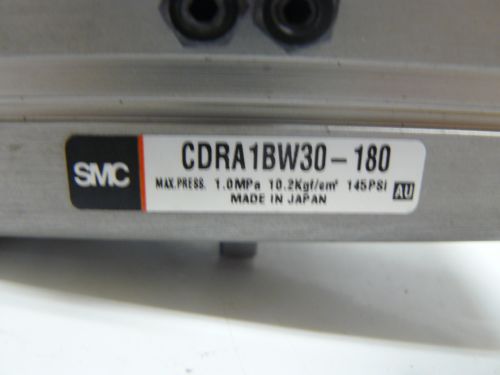 SMC
CDRA1BW30-180
MAX.PRESS. 1.0MPa 10.2Kgf/cm² 145PSI
MADE IN JAPAN
AU